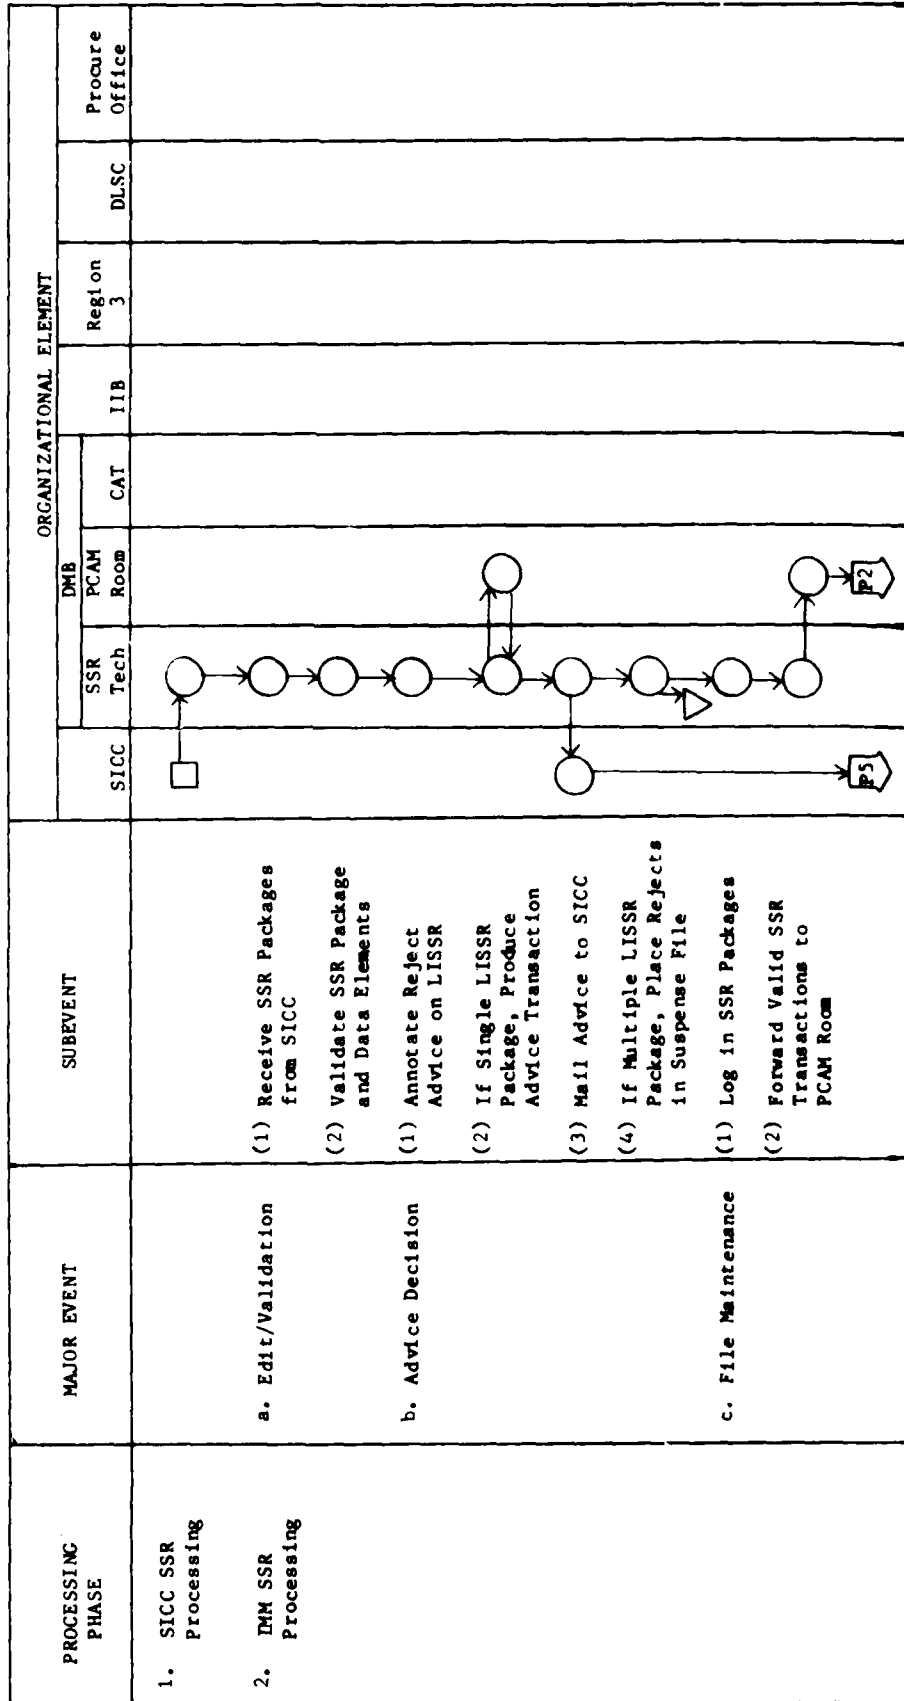 ORGANIZATIONAL ELEMENT
PROCESSING
PHASE
MAJOR EVENT
SUBEVENT
SICC
DMB
SSR
Tech
PCAM
Room
CAT
IIB
Region
3
DLSC
Procure
Office
1. SICC SSR
Processing
2. IMM SSR
Processing
a. Edit/Validation
(1) Receive SSR Packages
from SICC
(2) Validate SSR Package
and Data Elements
b. Advice Decision
(1) Annotate Reject
Advice on LISSR
(2) If Single LISSR
Package, Produce
Advice Transaction
(3) Mail Advice to SICC
(4) If Multiple LISSR
Package, Place Rejects
in Suspense File
c. File Maintenance
(1) Log in SSR Packages
(2) Forward Valid SSR
Transactions to
PCAM Room
P5
P2